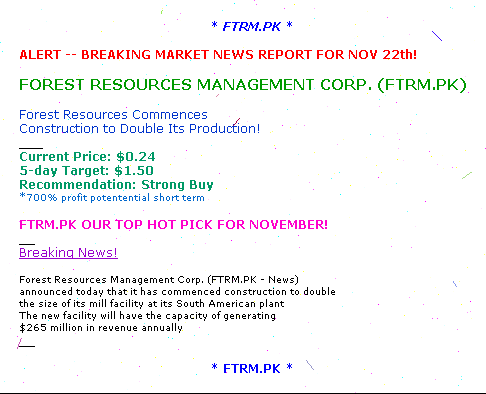 * FTRM.PK *
ALERT -- BREAKING MARKET NEWS REPORT FOR NOV 22th!
FOREST RESOURCES MANAGEMENT CORP. (FTRM.PK)
Forest Resources Commences
Construction to Double Its Production!
Current Price: $0.24
5-day Target: $1.50
Recommendation: Strong Buy
*700% profit potentential short term
FTRM.PK OUR TOP HOT PICK FOR NOVEMBER!
Breaking News!
Forest Resources Management Corp. (FTRM.PK - News)
announced today that it has commenced construction to double
the size of its mill facility at its South American plant
The new facility will have the capacity of generating
$265 million in revenue annually
* FTRM.PK *